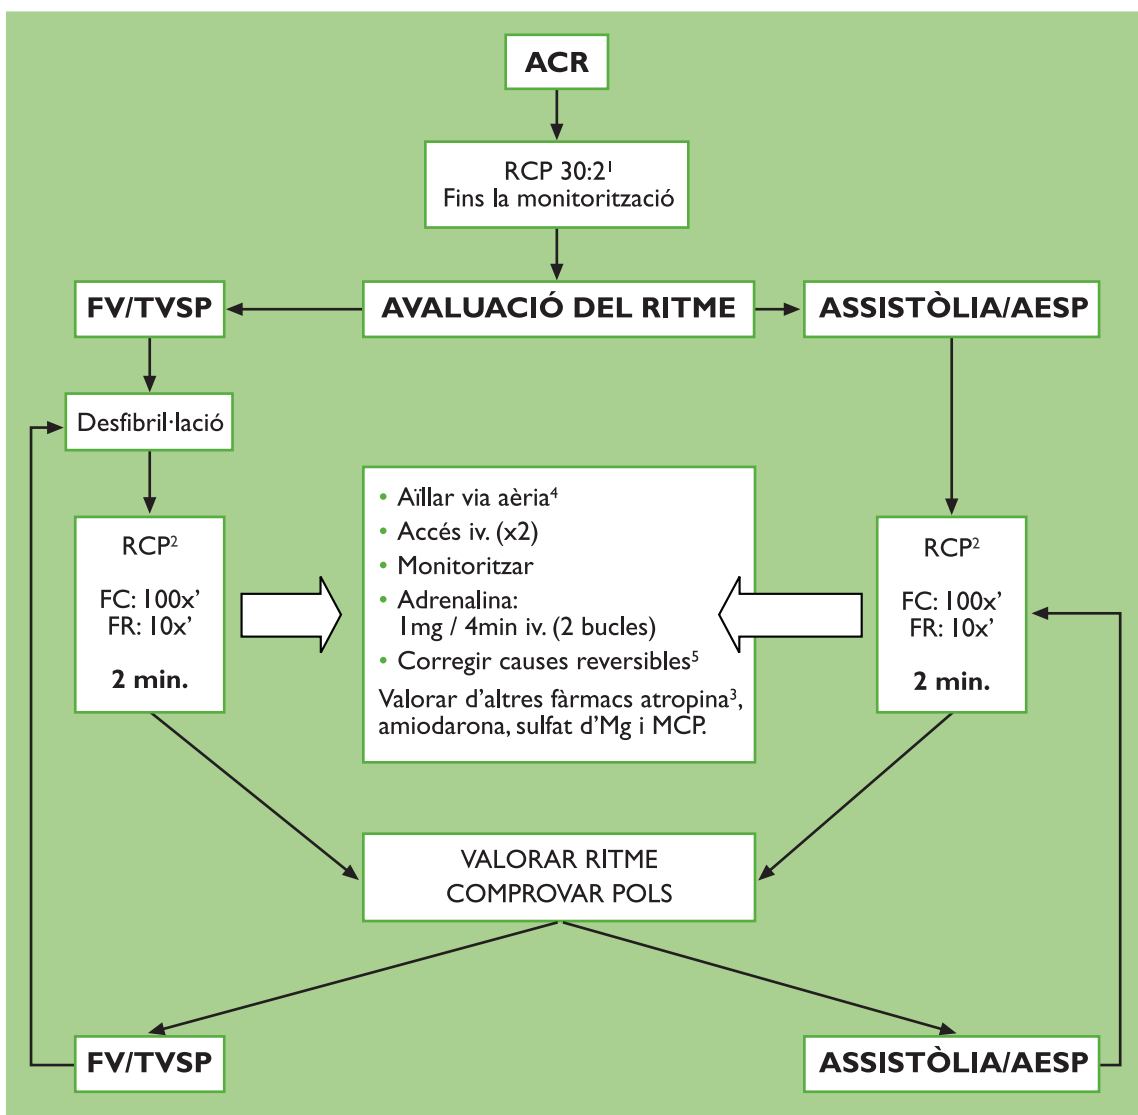 ACR
RCP 30:2¹
Fins la monitorització
FV/TVSP
AVALUACIÓ DEL RITME
ASSISTÒLIA/AESP
Desfibril·lació
RCP²
FC: 100x’
FR: 10x’
2 min.
• Aïllar via aèria⁴
• Accés iv. (x2)
• Monitoritzar
• Adrenalina:
1mg / 4min iv. (2 bucles)
• Corregir causes reversibles⁵
Valorar d’altres fàrmacs atropina³,
amiodarona, sulfat d’Mg i MCP.
RCP²
FC: 100x’
FR: 10x’
2 min.
VALORAR RITME
COMPROVAR POLS
FV/TVSP
ASSISTÒLIA/AESP